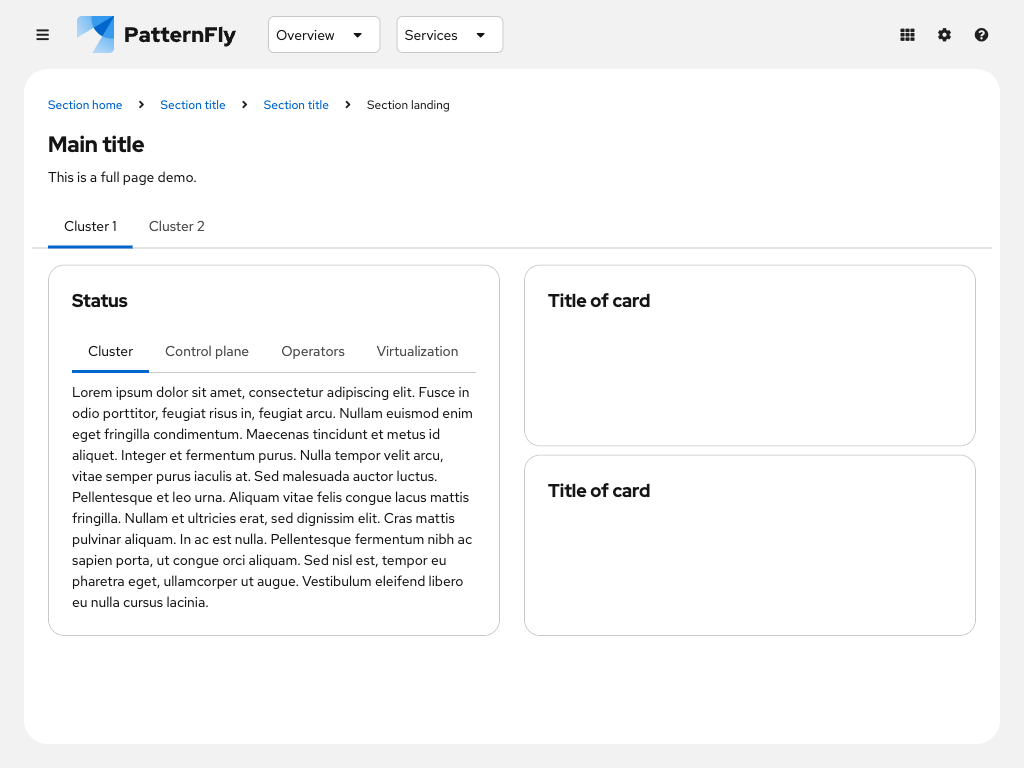 PatternFly
Overview
Services
Section home
Section title
Section title
Section landing
Main title
This is a full page demo.
Cluster 1
Cluster 2
Status
Cluster
Control plane
Operators
Virtualization
Lorem ipsum dolor sit amet, consectetur adipiscing elit. Fusce in
odio porttitor, feugiat risus in, feugiat arcu. Nullam euismod enim
eget fringilla condimentum. Maecenas tincidunt et metus id
aliquet. Integer et fermentum purus. Nulla tempor velit arcu,
vitae semper purus iaculis at. Sed malesuada auctor luctus.
Pellentesque et leo urna. Aliquam vitae felis congue lacus mattis
fringilla. Nullam et ultricies erat, sed dignissim elit. Cras mattis
pulvinar aliquam. In ac est nulla. Pellentesque fermentum nibh ac
sapien porta, ut congue orci aliquam. Sed nisl est, tempor eu
pharetra eget, ullamcorper ut augue. Vestibulum eleifend libero
eu nulla cursus lacinia.
Title of card
Title of card